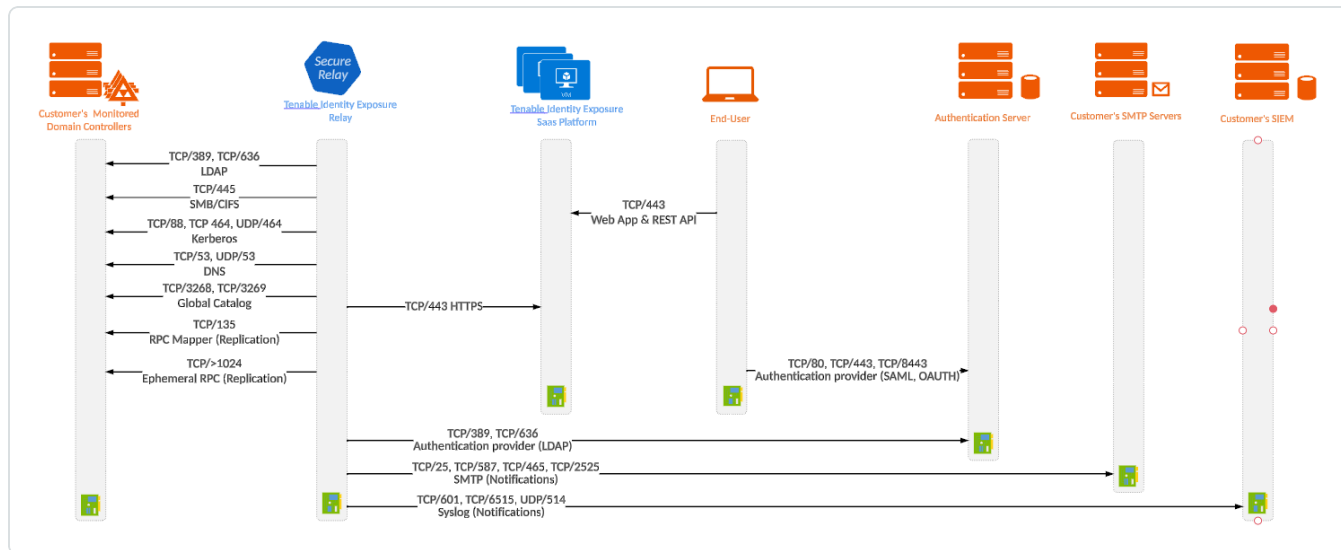 Secure
Relay
VM
Customer's Monitored
Domain Controllers
Tenable Identity Exposure
Relay
Tenable Identity Exposure
Saas Platform
End-User
Authentication Server
Customer's SMTP Servers
Customer's SIEM
TCP/389, TCP/636
LDAP
TCP/445
SMB/CIFS
TCP/88, TCP 464, UDP/464
Kerberos
TCP/53, UDP/53
DNS
TCP/3268, TCP/3269
Global Catalog
TCP/135
RPC Mapper (Replication)
TCP/>1024
Ephemeral RPC (Replication)
TCP/443 HTTPS
TCP/443
Web App & REST API
TCP/80, TCP/443, TCP/8443
Authentication provider (SAML, OAUTH)
TCP/389, TCP/636
Authentication provider (LDAP)
TCP/25, TCP/587, TCP/465, TCP/2525
SMTP (Notifications)
TCP/601, TCP/6515, UDP/514
Syslog (Notifications)